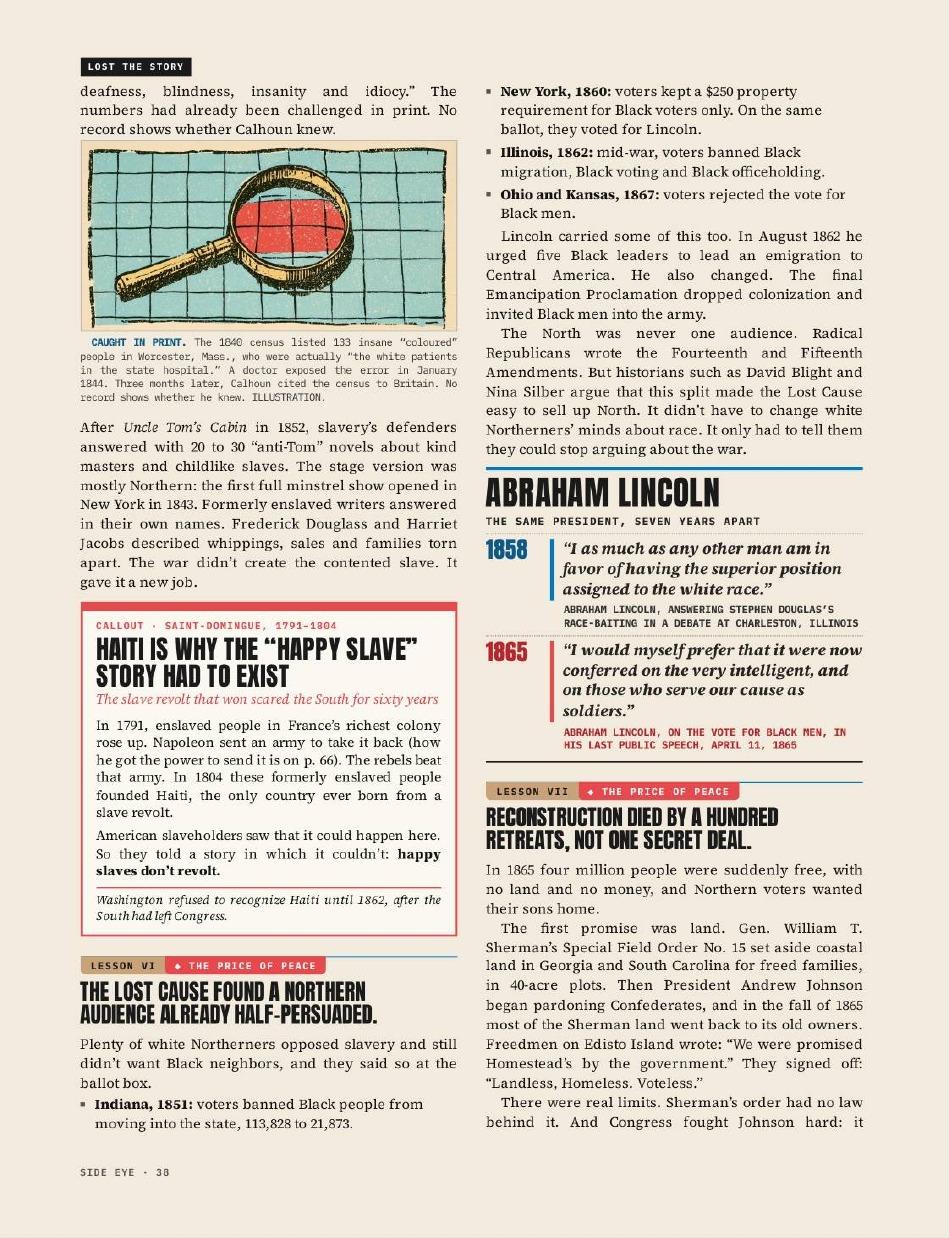 LOST THE STORY
deafness, blindness, insanity and idiocy.” The
numbers had already been challenged in print. No
record shows whether Calhoun knew.
CAUGHT IN PRINT. The 1840 census listed 133 insane “coloured”
people in Worcester, Mass., who were actually “the white patients
in the state hospital.” A doctor exposed the error in January
1844. Three months later, Calhoun cited the census to Britain. No
record shows whether he knew. ILLUSTRATION.
After Uncle Tom’s Cabin in 1852, slavery’s defenders
answered with 20 to 30 “anti-Tom” novels about kind
masters and childlike slaves. The stage version was
mostly Northern: the first full minstrel show opened in
New York in 1843. Formerly enslaved writers answered
in their own names. Frederick Douglass and Harriet
Jacobs described whippings, sales and families torn
apart. The war didn’t create the contented slave. It
gave it a new job.
CALLOUT · SAINT-DOMINGUE, 1791–1804
HAITI IS WHY THE “HAPPY SLAVE”
STORY HAD TO EXIST
The slave revolt that won scared the South for sixty years
In 1791, enslaved people in France’s richest colony
rose up. Napoleon sent an army to take it back (how
he got the power to send it is on p. 66). The rebels beat
that army. In 1804 these formerly enslaved people
founded Haiti, the only country ever born from a
slave revolt.
American slaveholders saw that it could happen here.
So they told a story in which it couldn’t: happy
slaves don’t revolt.
Washington refused to recognize Haiti until 1862, after the
South had left Congress.
LESSON VI ◆ THE PRICE OF PEACE
THE LOST CAUSE FOUND A NORTHERN
AUDIENCE ALREADY HALF-PERSUADED.
Plenty of white Northerners opposed slavery and still
didn’t want Black neighbors, and they said so at the
ballot box.
▪ Indiana, 1851: voters banned Black people from
moving into the state, 113,828 to 21,873.
▪ New York, 1860: voters kept a $250 property
requirement for Black voters only. On the same
ballot, they voted for Lincoln.
▪ Illinois, 1862: mid-war, voters banned Black
migration, Black voting and Black officeholding.
▪ Ohio and Kansas, 1867: voters rejected the vote for
Black men.
Lincoln carried some of this too. In August 1862 he
urged five Black leaders to lead an emigration to
Central America. He also changed. The final
Emancipation Proclamation dropped colonization and
invited Black men into the army.
The North was never one audience. Radical
Republicans wrote the Fourteenth and Fifteenth
Amendments. But historians such as David Blight and
Nina Silber argue that this split made the Lost Cause
easy to sell up North. It didn’t have to change white
Northerners’ minds about race. It only had to tell them
they could stop arguing about the war.
ABRAHAM LINCOLN
THE SAME PRESIDENT, SEVEN YEARS APART
1858
“I as much as any other man am in
favor of having the superior position
assigned to the white race.”
ABRAHAM LINCOLN, ANSWERING STEPHEN DOUGLAS’S
RACE-BAITING IN A DEBATE AT CHARLESTON, ILLINOIS
1865
“I would myself prefer that it were now
conferred on the very intelligent, and
on those who serve our cause as
soldiers.”
ABRAHAM LINCOLN, ON THE VOTE FOR BLACK MEN, IN
HIS LAST PUBLIC SPEECH, APRIL 11, 1865
LESSON VII ◆ THE PRICE OF PEACE
RECONSTRUCTION DIED BY A HUNDRED
RETREATS, NOT ONE SECRET DEAL.
In 1865 four million people were suddenly free, with
no land and no money, and Northern voters wanted
their sons home.
The first promise was land. Gen. William T.
Sherman’s Special Field Order No. 15 set aside coastal
land in Georgia and South Carolina for freed families,
in 40-acre plots. Then President Andrew Johnson
began pardoning Confederates, and in the fall of 1865
most of the Sherman land went back to its old owners.
Freedmen on Edisto Island wrote: “We were promised
Homestead’s by the government.” They signed off:
“Landless, Homeless. Voteless.”
There were real limits. Sherman’s order had no law
behind it. And Congress fought Johnson hard: it
SIDE EYE · 38